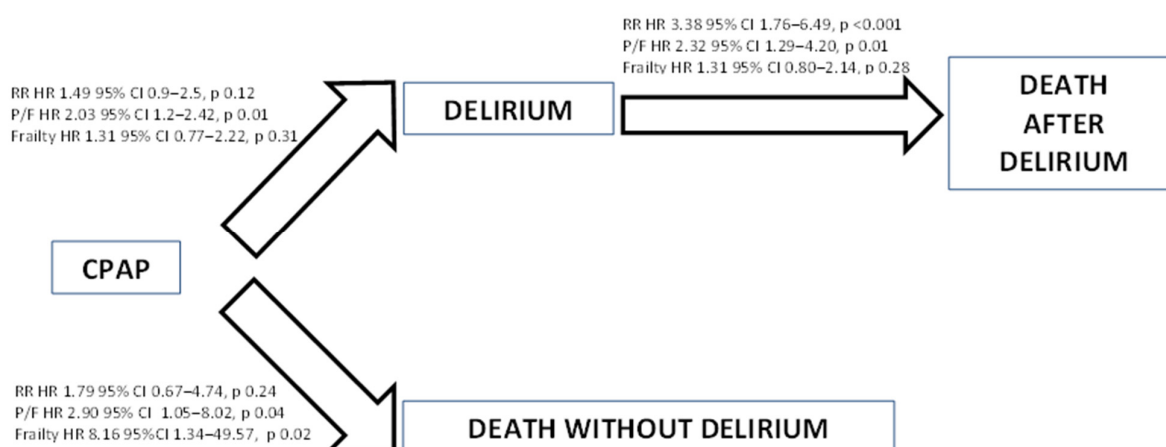 RR HR 3.38 95% CI 1.76–6.49, p <0.001
P/F HR 2.32 95% CI 1.29–4.20, p 0.01
Frailty HR 1.31 95% CI 0.80–2.14, p 0.28
DEATH
AFTER
DELIRIUM
RR HR 1.49 95% CI 0.9–2.5, p 0.12
P/F HR 2.03 95% CI 1.2–2.42, p 0.01
Frailty HR 1.31 95% CI 0.77–2.22, p 0.31
DELIRIUM
CPAP
RR HR 1.79 95% CI 0.67–4.74, p 0.24
P/F HR 2.90 95% CI 1.05–8.02, p 0.04
Frailty HR 8.16 95%CI 1.34–49.57, p 0.02
DEATH WITHOUT DELIRIUM